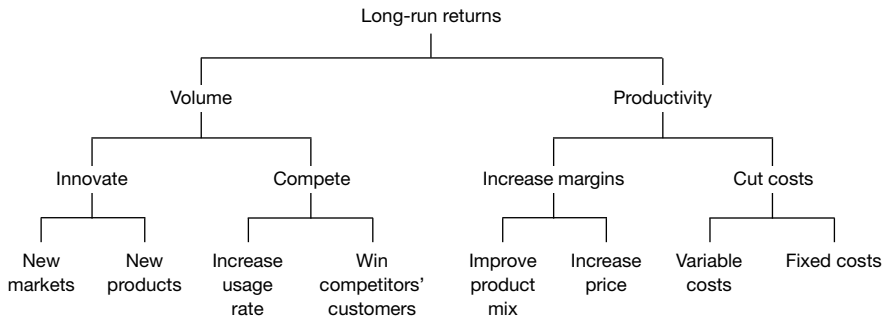 Long-run returns
Volume
Productivity
Innovate
Compete
Increase margins
Cut costs
New
markets
New
products
Increase
usage
rate
Win
competitors’
customers
Improve
product
mix
Increase
price
Variable
costs
Fixed costs